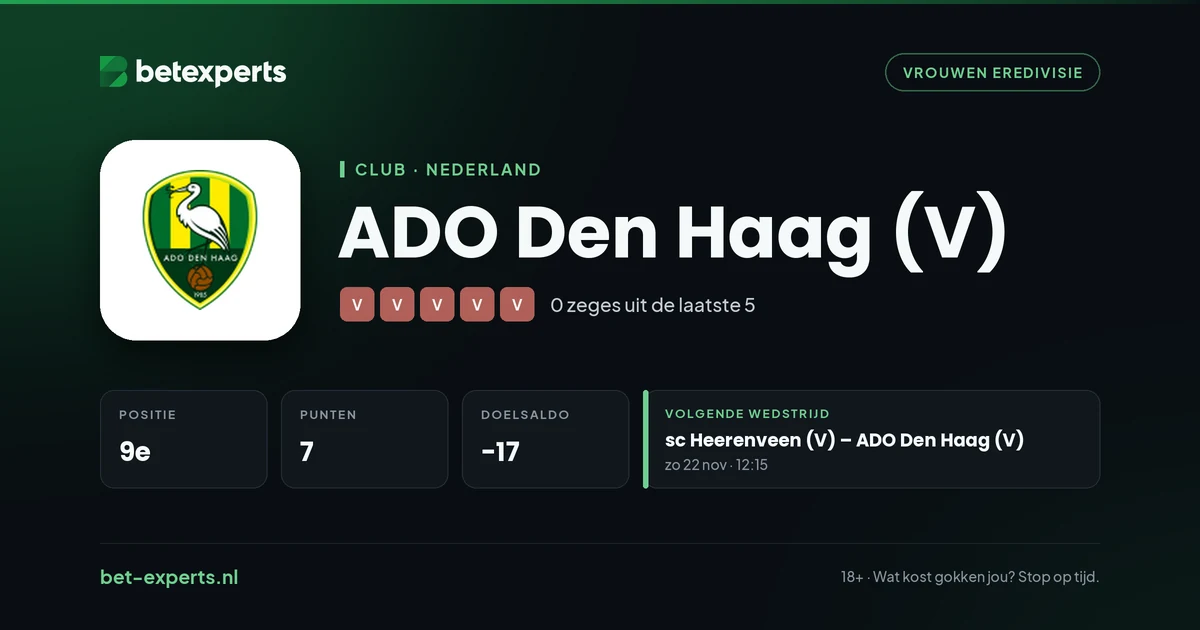 betexperts
VROUWEN EREDIVISIE
ADO DEN HAAG
1985
CLUB · NEDERLAND
ADO Den Haag (V)
V V V V V 0 zeges uit de laatste 5
POSITIE
9e
PUNTEN
7
DOELSALDO
−17
VOLGENDE WEDSTRIJD
sc Heerenveen (V) – ADO Den Haag (V)
zo 22 nov · 12:15
bet-experts.nl
18+ · Wat kost gokken jou? Stop op tijd.